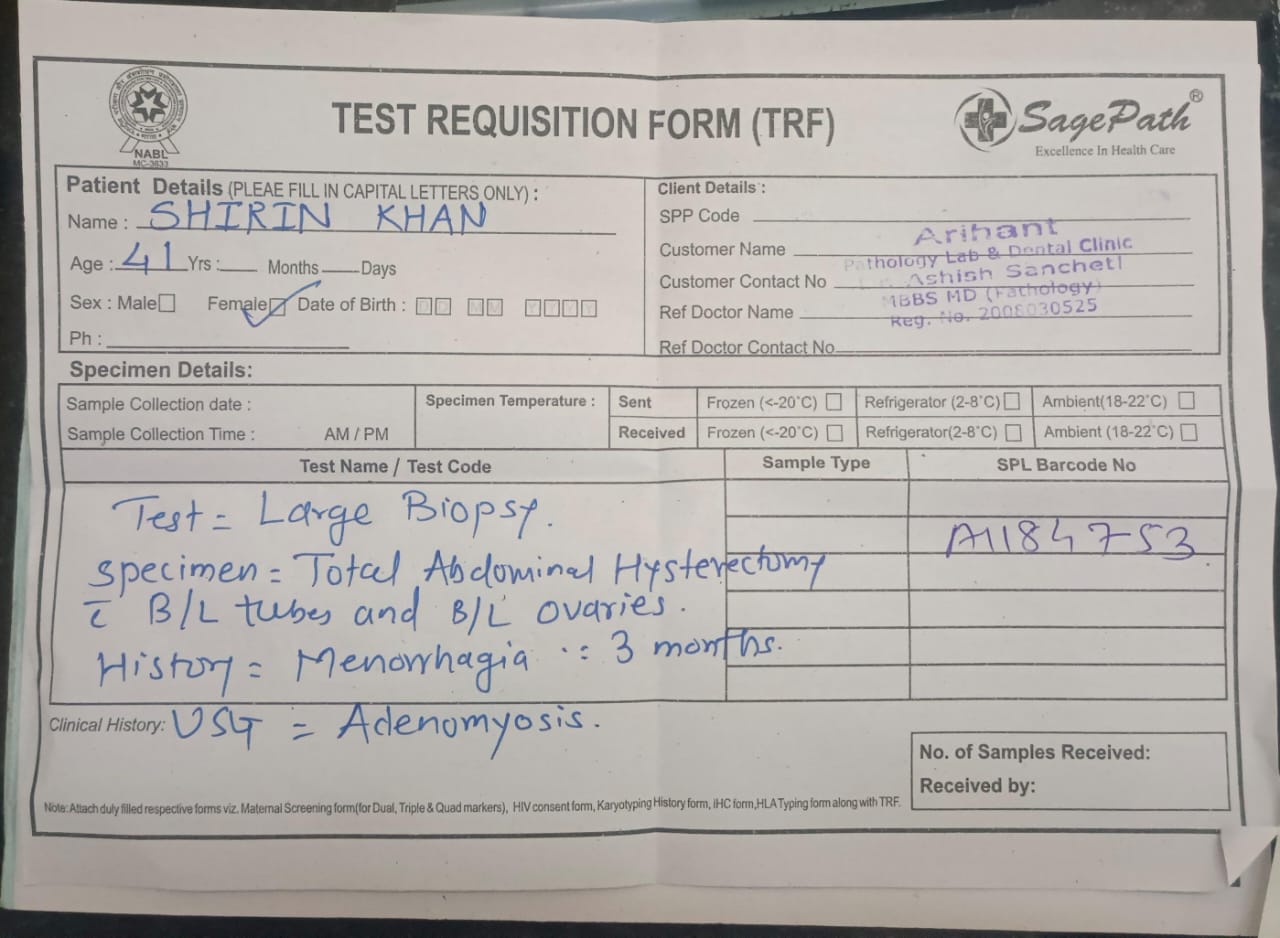 NABL
MC-3633
TEST REQUISITION FORM (TRF)
SagePath®
Excellence In Health Care
Patient Details (PLEAE FILL IN CAPITAL LETTERS ONLY) :
Name : SHIRIN KHAN
Age : 41 Yrs : Months Days
Sex : Male Female Date of Birth : DD MM YYYY
Ph :
Client Details :
SPP Code
Customer Name
Customer Contact No
Ref Doctor Name
Ref Doctor Contact No
Arihant
Pathology Lab & Dental Clinic
Ashish Sancheti
MBBS MD (Pathology)
Reg. No. 2008030525
Specimen Details:
Sample Collection date :
Sample Collection Time : AM / PM
Specimen Temperature :
Sent Frozen (<-20°C) Refrigerator (2-8°C) Ambient(18-22°C)
Received Frozen (<-20°C) Refrigerator(2-8°C) Ambient (18-22°C)
Test Name / Test Code Sample Type SPL Barcode No
Test = Large Biopsy.
A1184753
specimen = Total Abdominal Hysterectomy
c̄ B/L tubes and B/L ovaries.
History = Menorrhagia ∵ 3 months.
Clinical History: USG = Adenomyosis.
No. of Samples Received:
Received by:
Note: Attach duly filled respective forms viz. Maternal Screening form(for Dual, Triple & Quad markers), HIV consent form, Karyotyping History form, IHC form,HLA Typing form along with TRF.